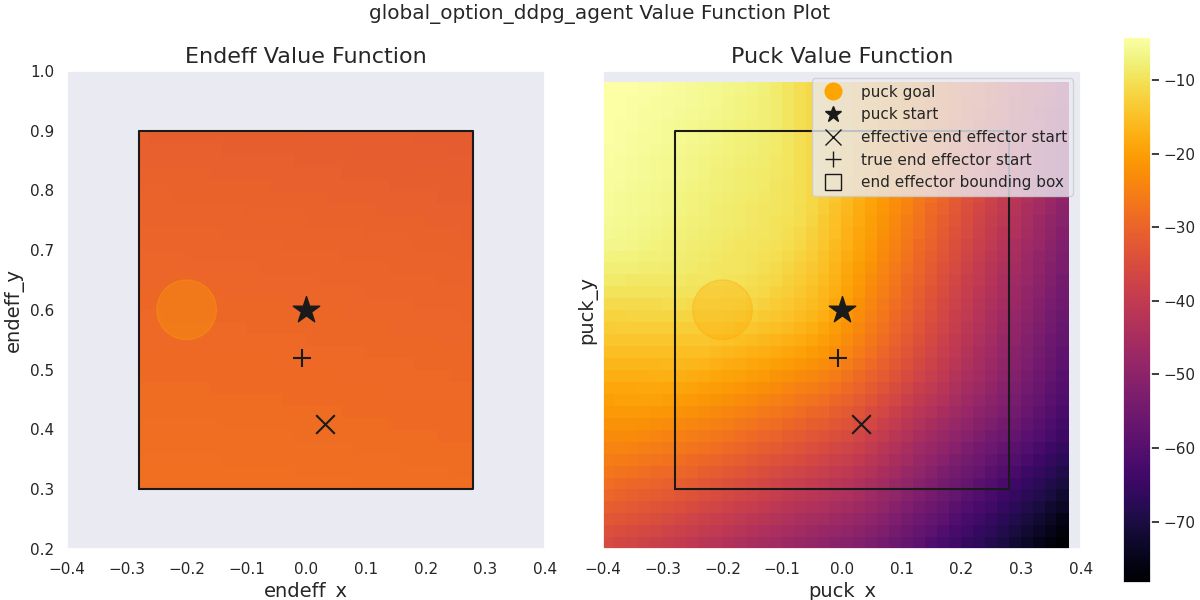 global_option_ddpg_agent Value Function Plot
Endeff Value Function
1.0
0.9
0.8
0.7
0.6
0.5
0.4
0.3
0.2
endeff_y
−0.4 −0.3 −0.2 −0.1 0.0 0.1 0.2 0.3 0.4
endeff_x
Puck Value Function
puck goal
puck start
effective end effector start
true end effector start
end effector bounding box
puck_y
−0.4 −0.3 −0.2 −0.1 0.0 0.1 0.2 0.3 0.4
puck_x
−10
−20
−30
−40
−50
−60
−70